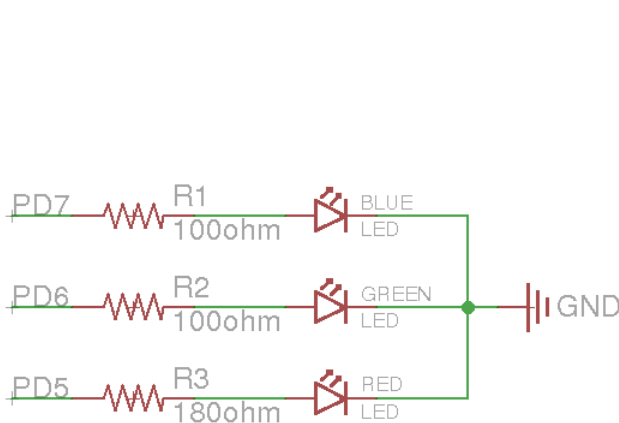 PD7
R1
100ohm
BLUE
LED
PD6
R2
100ohm
GREEN
LED
GND
PD5
R3
180ohm
RED
LED